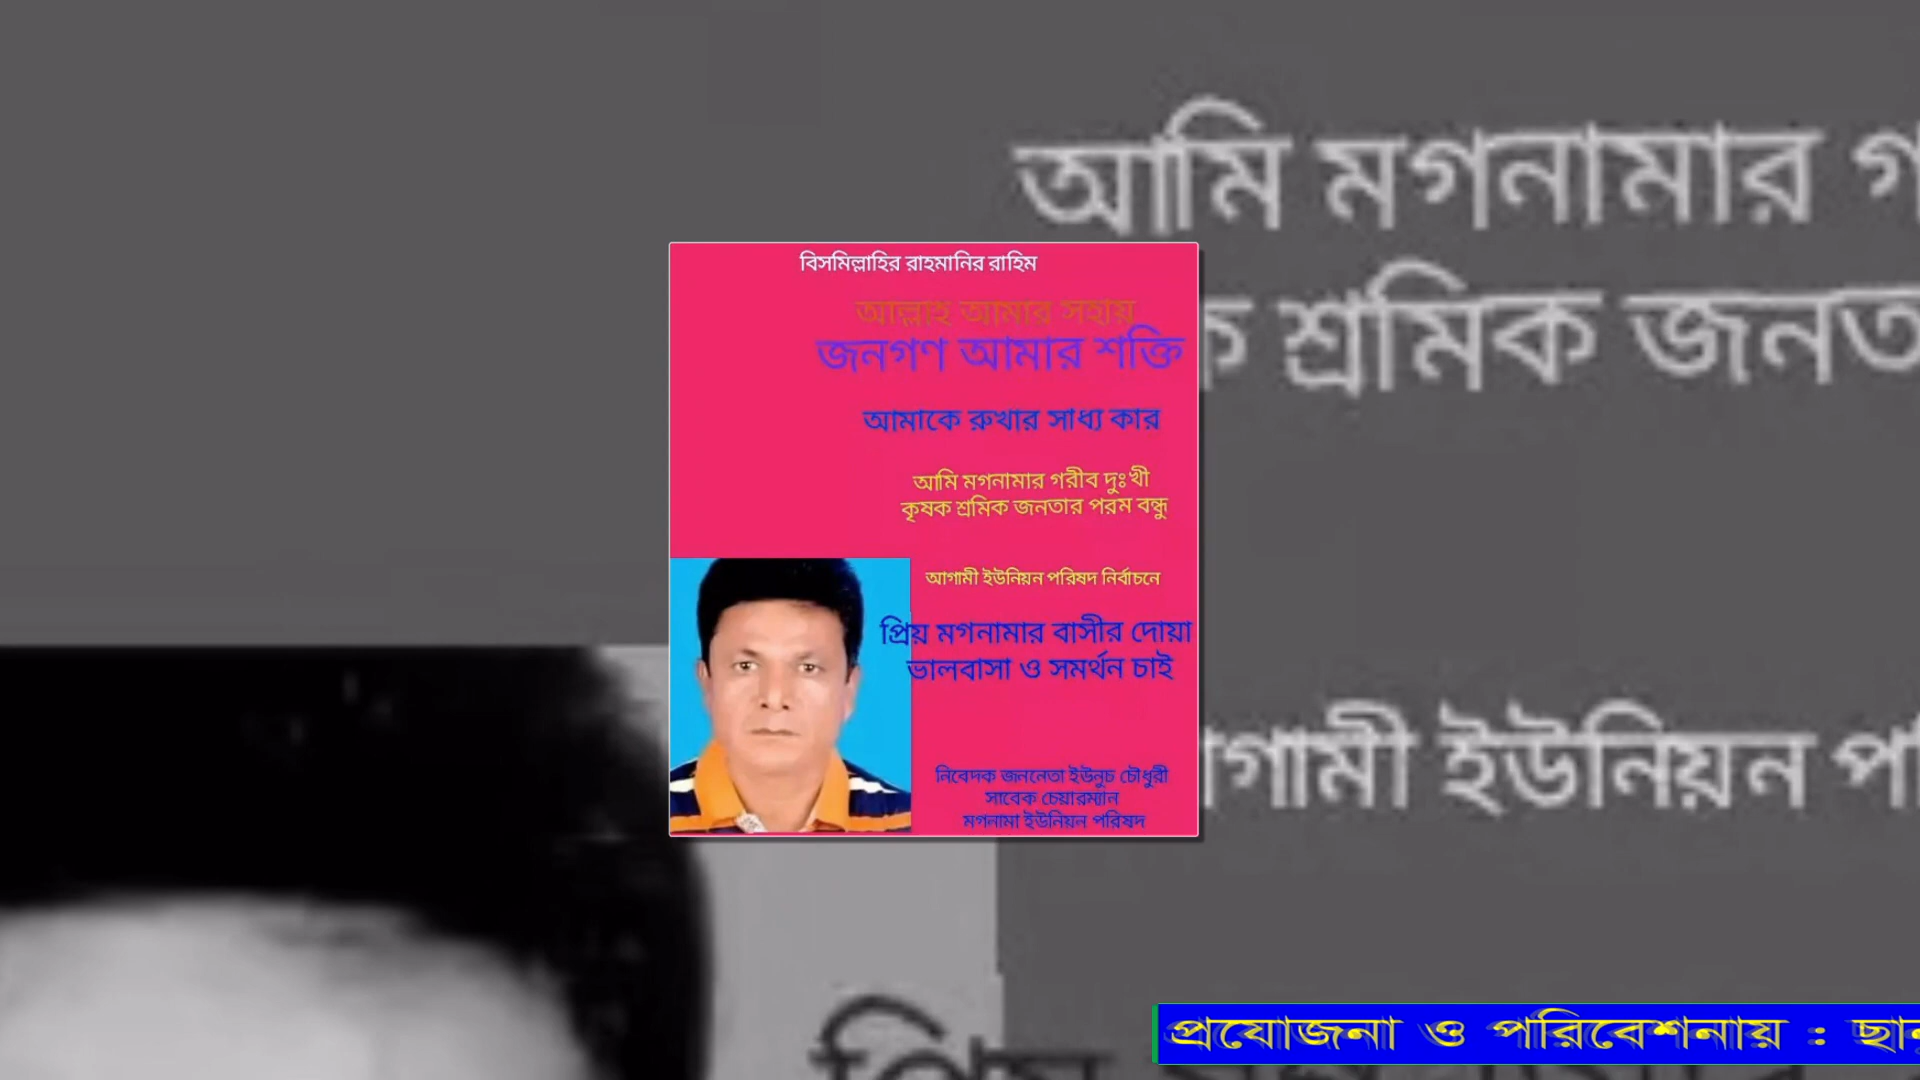 বিসমিল্লাহির রাহমানির রাহিম
আল্লাহ আমার সহায়
জনগণ আমার শক্তি
আমাকে রুখার সাধ্য কার
আমি মগনামার গরীব দুঃখী
কৃষক শ্রমিক জনতার পরম বন্ধু
আগামী ইউনিয়ন পরিষদ নির্বাচনে
প্রিয় মগনামার বাসীর দোয়া
ভালবাসা ও সমর্থন চাই
নিবেদক জননেতা ইউনুচ চৌধুরী
সাবেক চেয়ারম্যান
মগনামা ইউনিয়ন পরিষদ
আমি মগনামার
শ্রমিক
ইউনিয়ন
প্রযোজনা ও পরিবেশনায় :